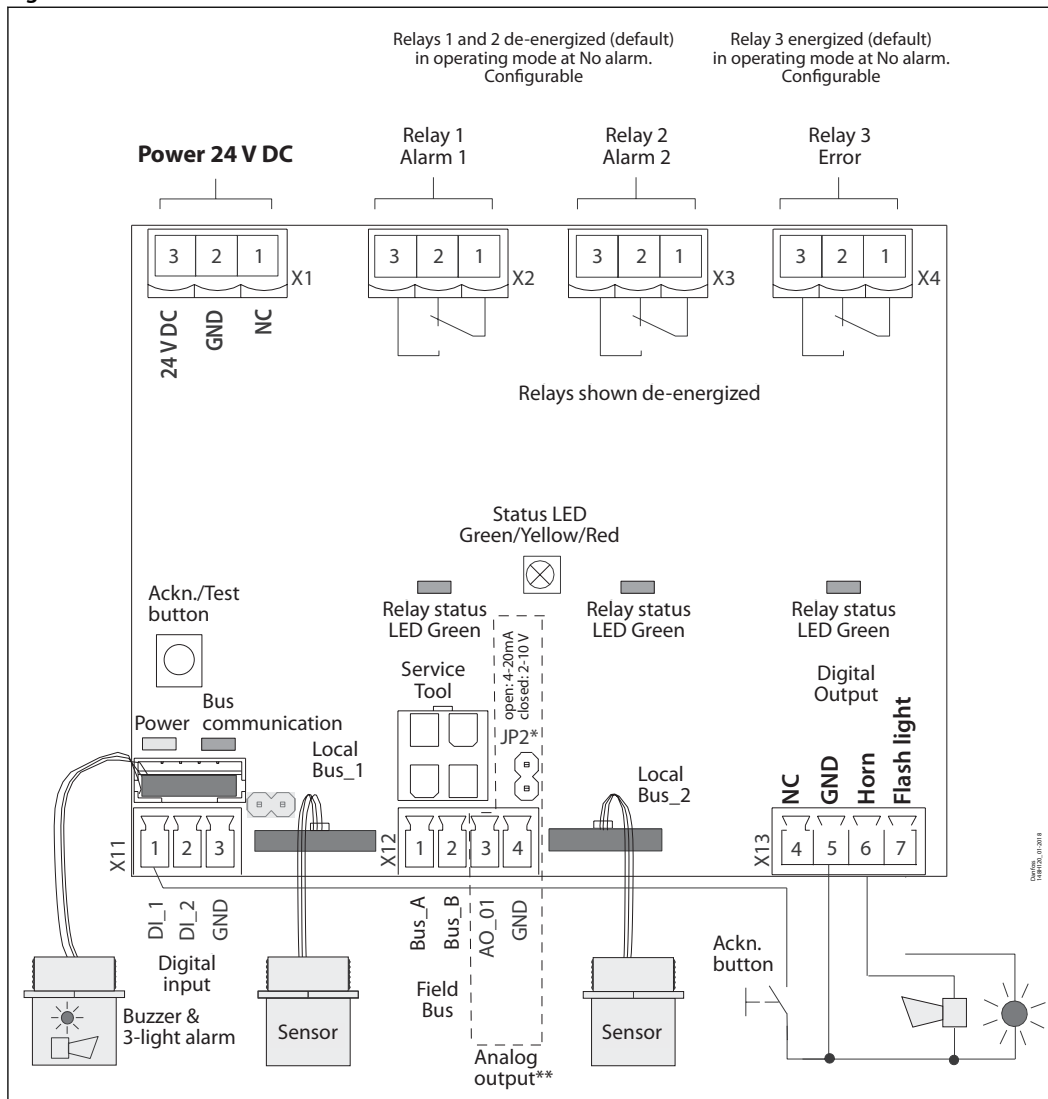 Relays 1 and 2 de-energized (default)
in operating mode at No alarm.
Configurable
Relay 3 energized (default)
in operating mode at No alarm.
Configurable
Power 24 V DC
Relay 1
Alarm 1
Relay 2
Alarm 2
Relay 3
Error
3 2 1
X1
3 2 1
X2
3 2 1
X3
3 2 1
X4
24 V DC
GND
NC
Relays shown de-energized
Status LED
Green/Yellow/Red
Ackn./Test
button
Relay status
LED Green
Relay status
LED Green
Relay status
LED Green
open: 4-20mA
closed: 2-10 V
Service
Tool
Digital
Output
Power
Bus
communication
JP2*
Local
Bus_1
Local
Bus_2
NC
GND
Horn
Flash light
X11
1 2 3
X12
1 2 3 4
X13
4 5 6 7
Danfoss
148H4120_01-2018
DI_1
DI_2
GND
Bus_A
Bus_B
AO_01
GND
Digital
input
Field
Bus
Ackn.
button
Buzzer &
3-light alarm
Sensor
Sensor
Analog
output**